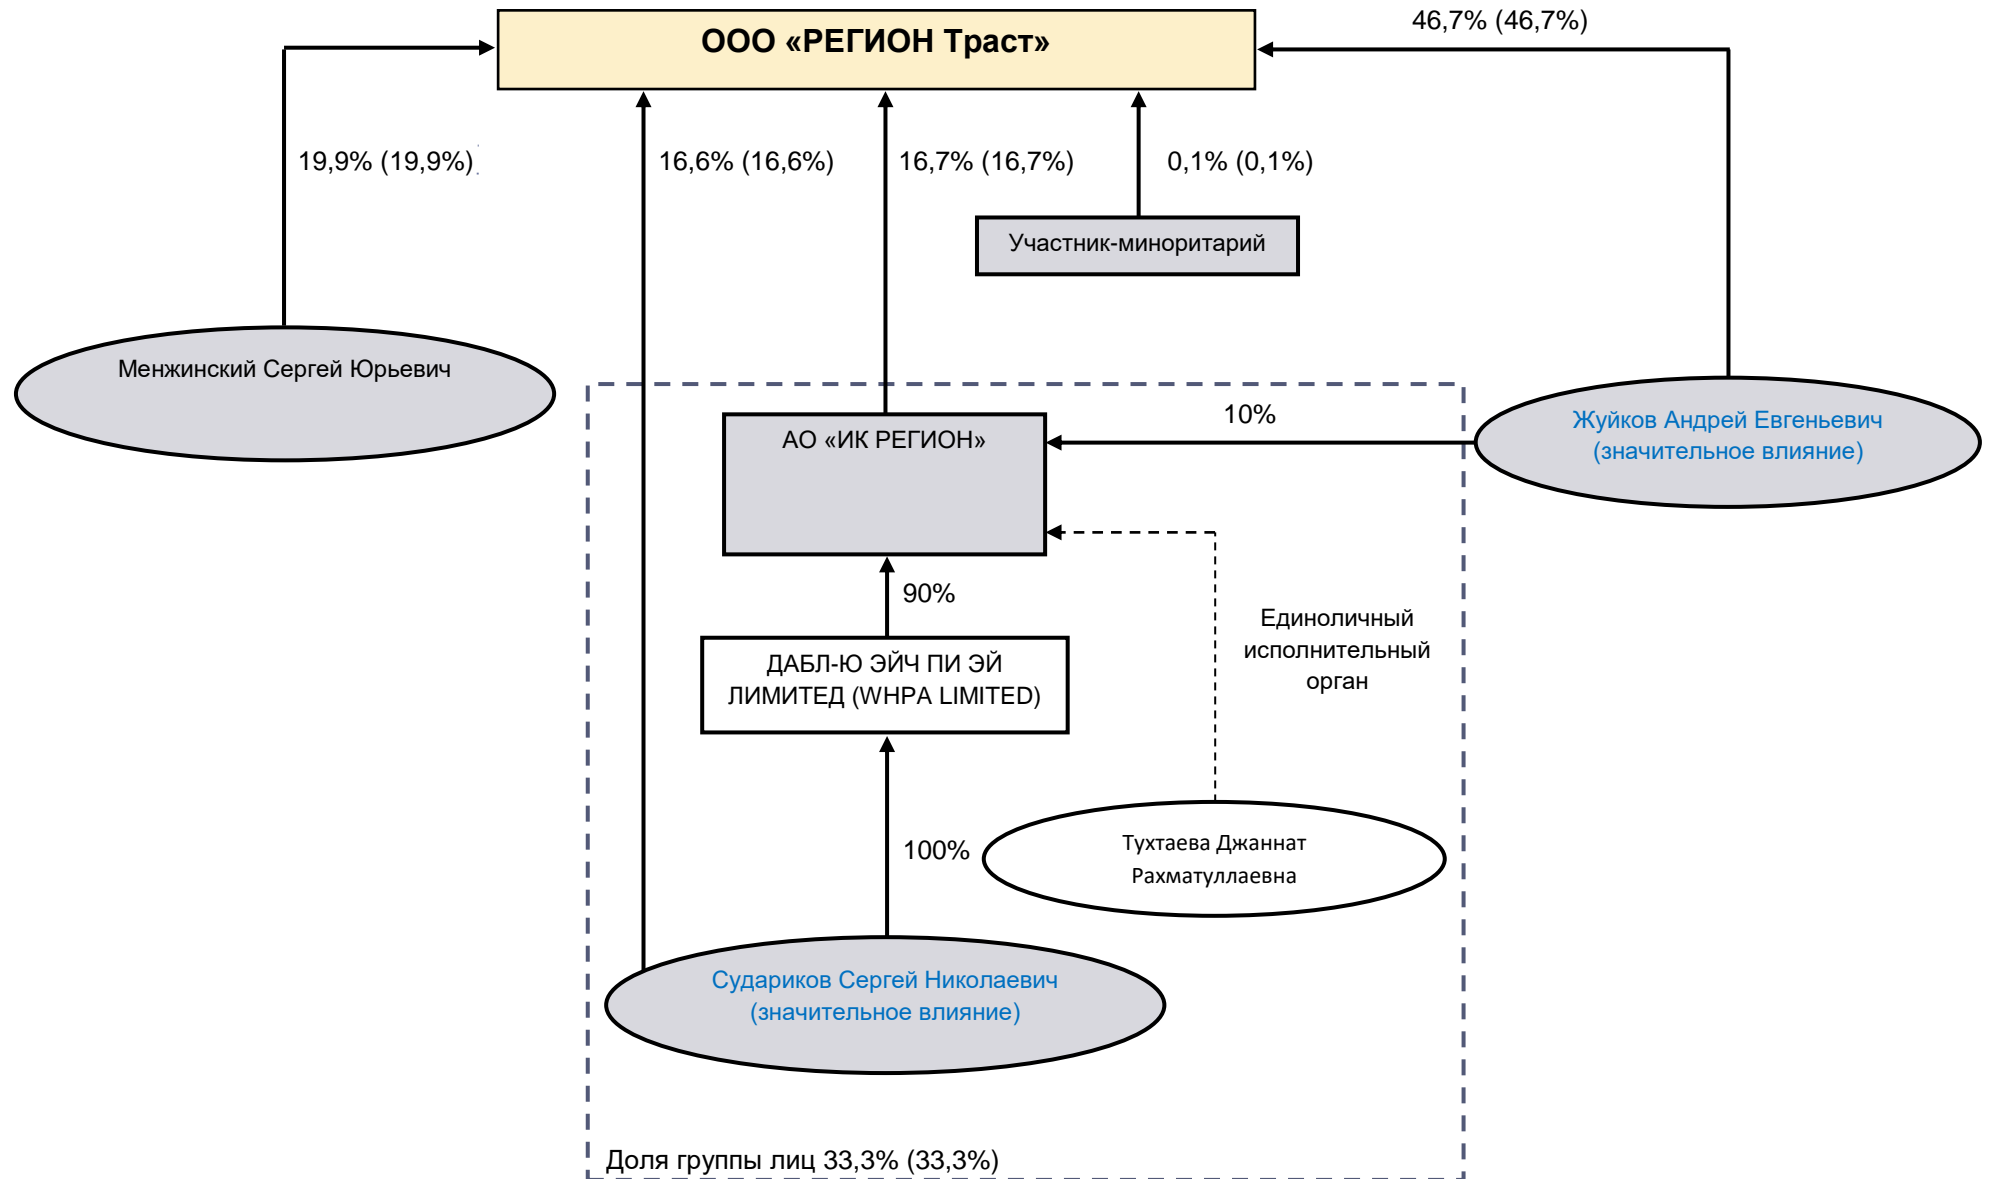 46,7% (46,7%)
ООО «РЕГИОН Траст»
19,9% (19,9%)
16,6% (16,6%)
16,7% (16,7%)
0,1% (0,1%)
Участник-миноритарий
Менжинский Сергей Юрьевич
10%
Жуйков Андрей Евгеньевич
(значительное влияние)
АО «ИК РЕГИОН»
90%
Единоличный
исполнительный
орган
ДАБЛ-Ю ЭЙЧ ПИ ЭЙ
ЛИМИТЕД (WHPA LIMITED)
100%
Тухтаева Джаннат
Рахматуллаевна
Судариков Сергей Николаевич
(значительное влияние)
Доля группы лиц 33,3% (33,3%)